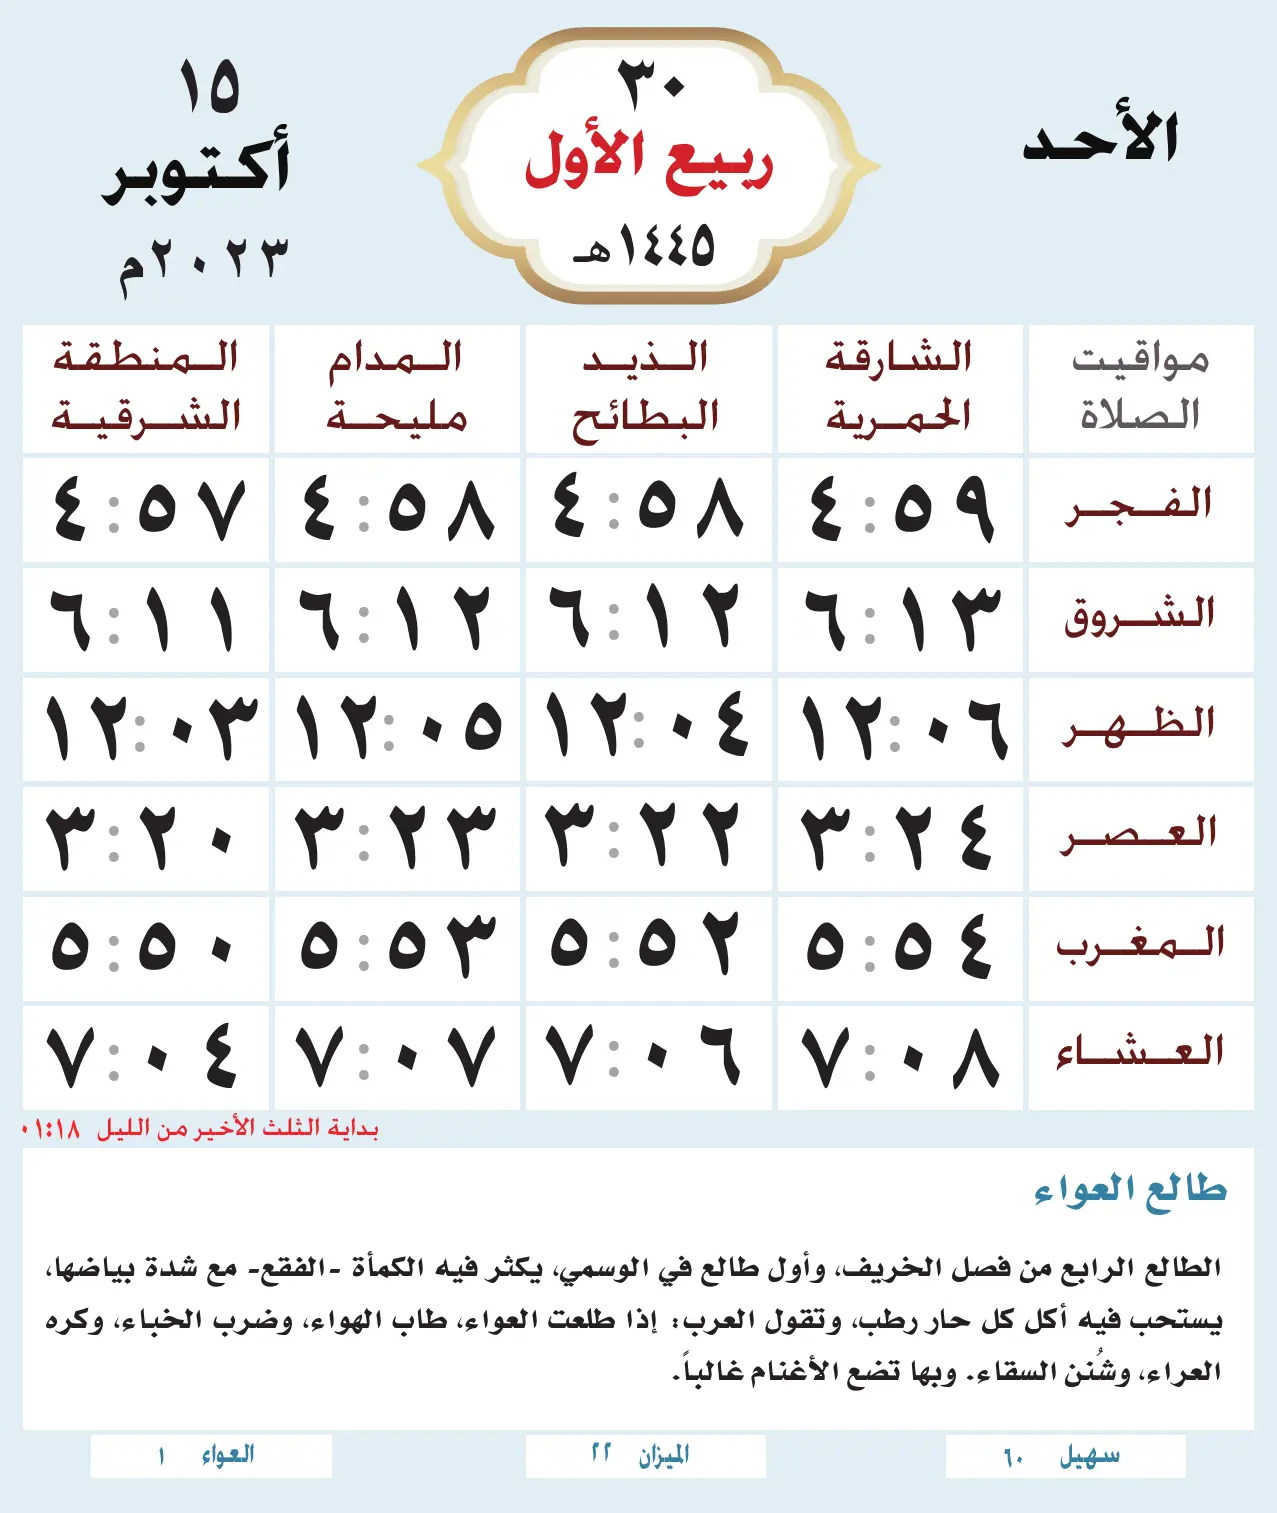 الأحد
٣٠
ربيع الأول
١٤٤٥هـ
١٥
أكتوبر
٢٠٢٣م
مواقيت الصلاة
الشارقة الحمرية
الذيد البطائح
المدام مليحة
المنطقة الشرقية
الفجر ٤:٥٩ ٤:٥٨ ٤:٥٨ ٤:٥٧
الشروق ٦:١٣ ٦:١٢ ٦:١٢ ٦:١١
الظهر ١٢:٠٦ ١٢:٠٤ ١٢:٠٥ ١٢:٠٣
العصر ٣:٢٤ ٣:٢٢ ٣:٢٣ ٣:٢٠
المغرب ٥:٥٤ ٥:٥٢ ٥:٥٣ ٥:٥٠
العشاء ٧:٠٨ ٧:٠٦ ٧:٠٧ ٧:٠٤
بداية الثلث الأخير من الليل ٠١:١٨
طالع العواء
الطالع الرابع من فصل الخريف، وأول طالع في الوسمي، يكثر فيه الكمأة -الفقع- مع شدة بياضها،
يستحب فيه أكل كل حار رطب، وتقول العرب: إذا طلعت العواء، طاب الهواء، وضرب الخباء، وكره
العراء، وشُنن السقاء. وبها تضع الأغنام غالباً.
سهيل ٦٠
الميزان ٢٢
العواء ١